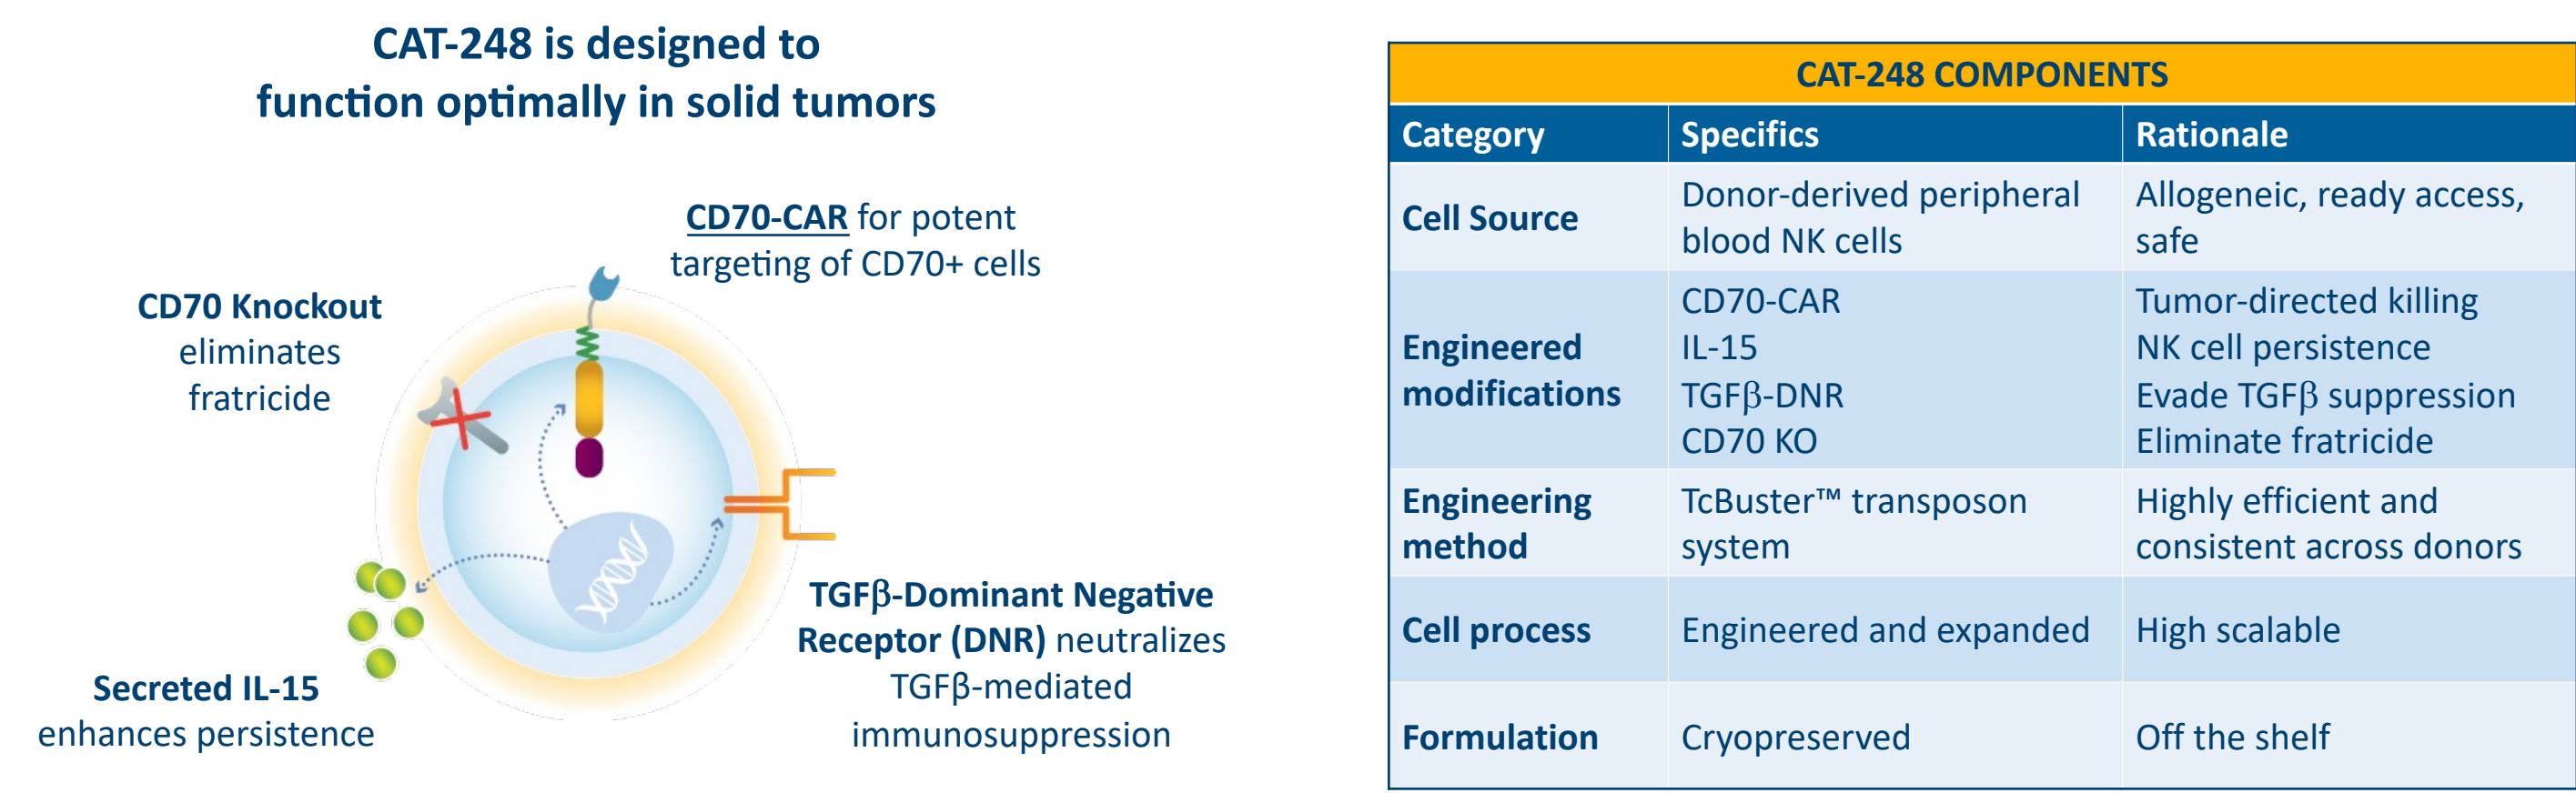 CAT-248 is designed to
function optimally in solid tumors
CD70-CAR for potent
targeting of CD70+ cells
CD70 Knockout
eliminates
fratricide
TGFβ-Dominant Negative
Receptor (DNR) neutralizes
TGFβ-mediated
immunosuppression
Secreted IL-15
enhances persistence
CAT-248 COMPONENTS
Category Specifics Rationale
Cell Source
Donor-derived peripheral
blood NK cells
Allogeneic, ready access,
safe
Engineered
modifications
CD70-CAR
IL-15
TGFβ-DNR
CD70 KO
Tumor-directed killing
NK cell persistence
Evade TGFβ suppression
Eliminate fratricide
Engineering
method
TcBuster™ transposon
system
Highly efficient and
consistent across donors
Cell process
Engineered and expanded
High scalable
Formulation
Cryopreserved
Off the shelf